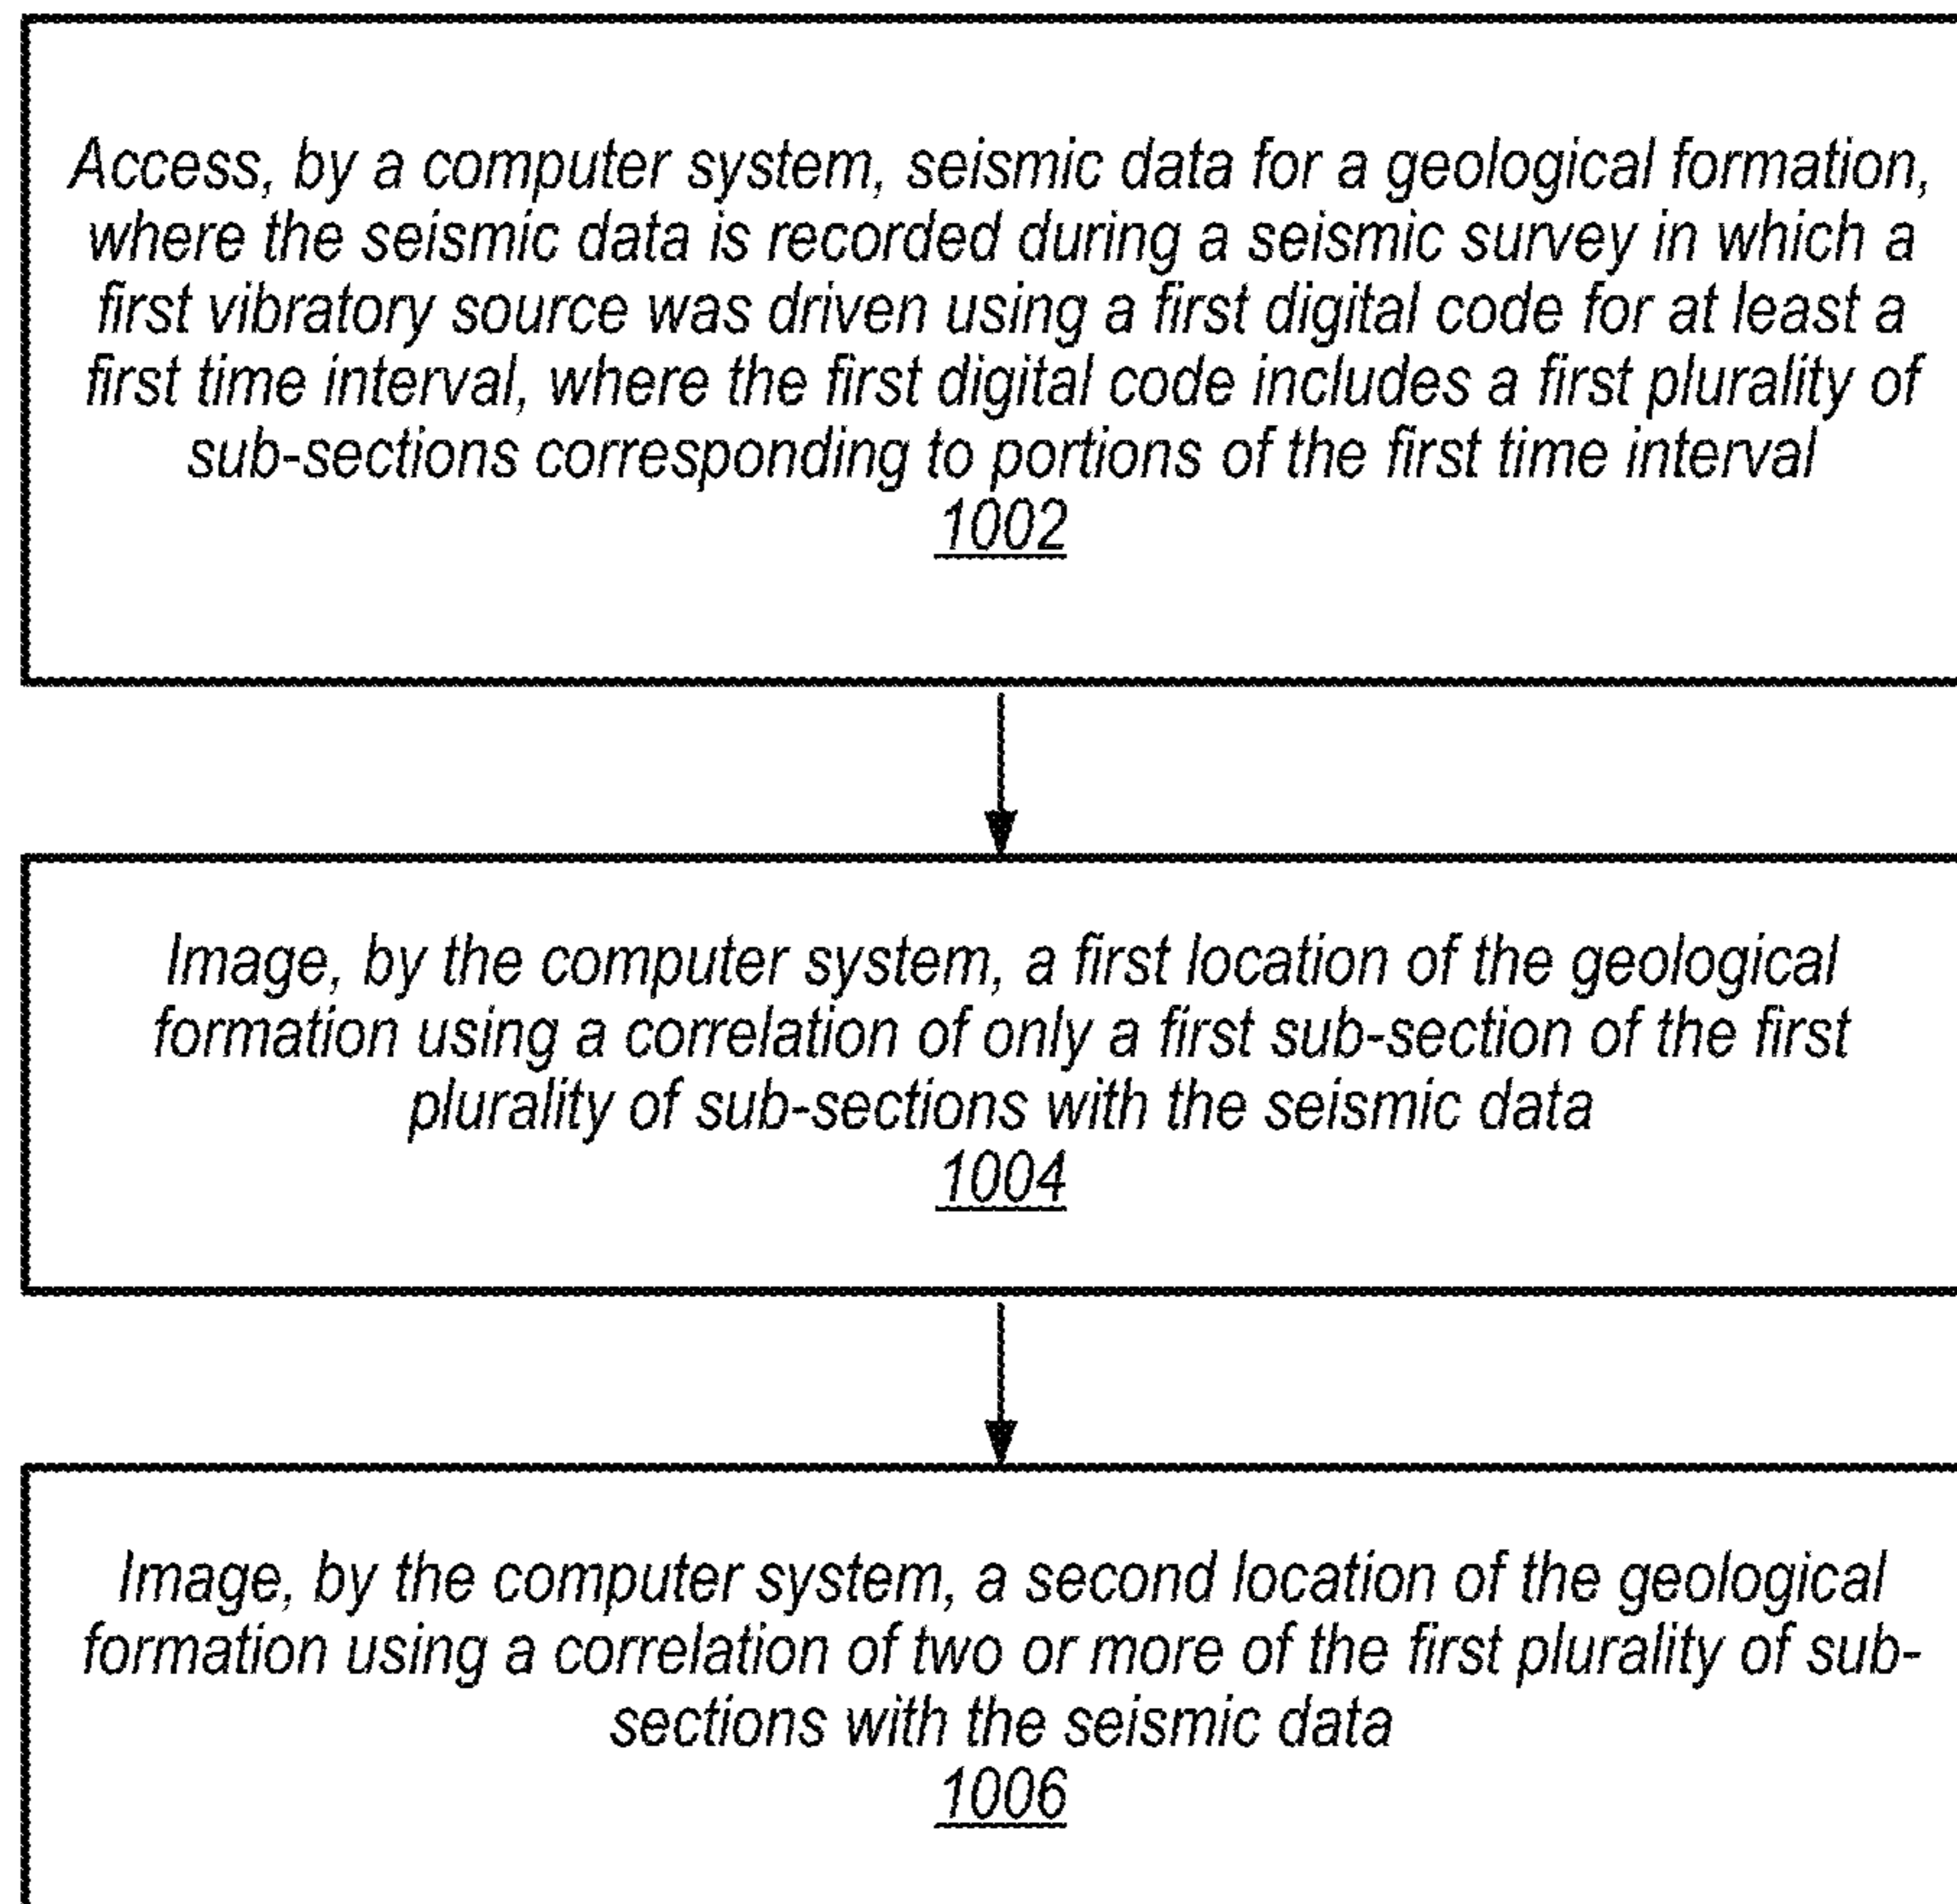 Access, by a computer system, seismic data for a geological formation,
where the seismic data is recorded during a seismic survey in which a
first vibratory source was driven using a first digital code for at least a
first time interval, where the first digital code includes a first plurality of
sub-sections corresponding to portions of the first time interval
1002
Image, by the computer system, a first location of the geological
formation using a correlation of only a first sub-section of the first
plurality of sub-sections with the seismic data
1004
Image, by the computer system, a second location of the geological
formation using a correlation of two or more of the first plurality of sub-
sections with the seismic data
1006